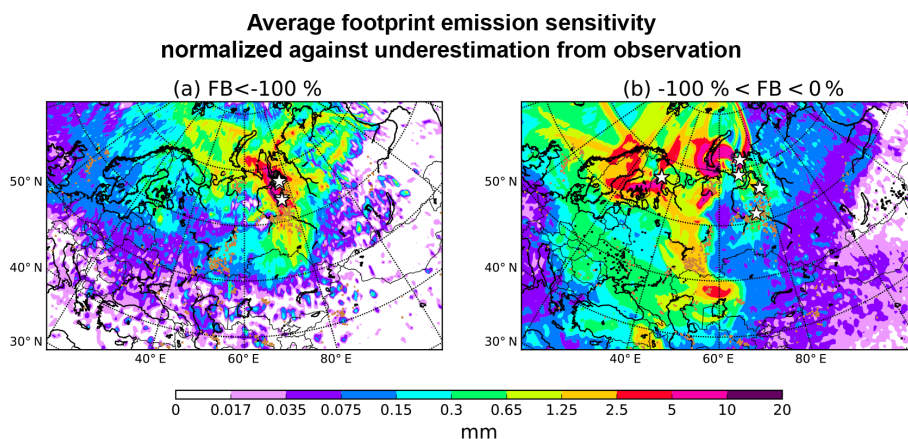 Average footprint emission sensitivity
normalized against underestimation from observation
(a) FB<-100 %
(b) -100 % < FB < 0 %
50° N
40° N
30° N
40° E
60° E
80° E
50° N
40° N
30° N
40° E
60° E
80° E
0 0.017 0.035 0.075 0.15 0.3 0.65 1.25 2.5 5 10 20
mm